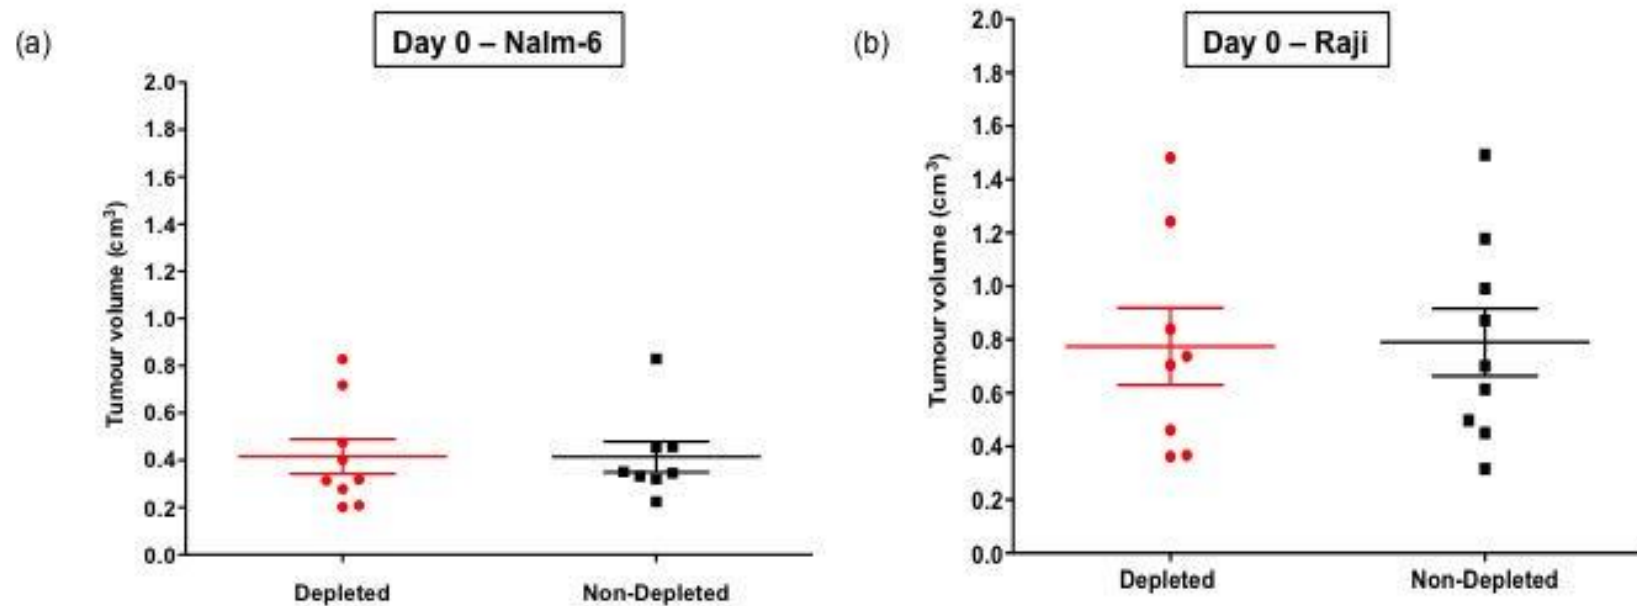 (a)
Day 0 – Nalm-6
Tumour volume (cm³)
2.0
1.8
1.6
1.4
1.2
1.0
0.8
0.6
0.4
0.2
0.0
Depleted Non-Depleted
(b)
Day 0 – Raji
Tumour volume (cm³)
2.0
1.8
1.6
1.4
1.2
1.0
0.8
0.6
0.4
0.2
0.0
Depleted Non-Depleted